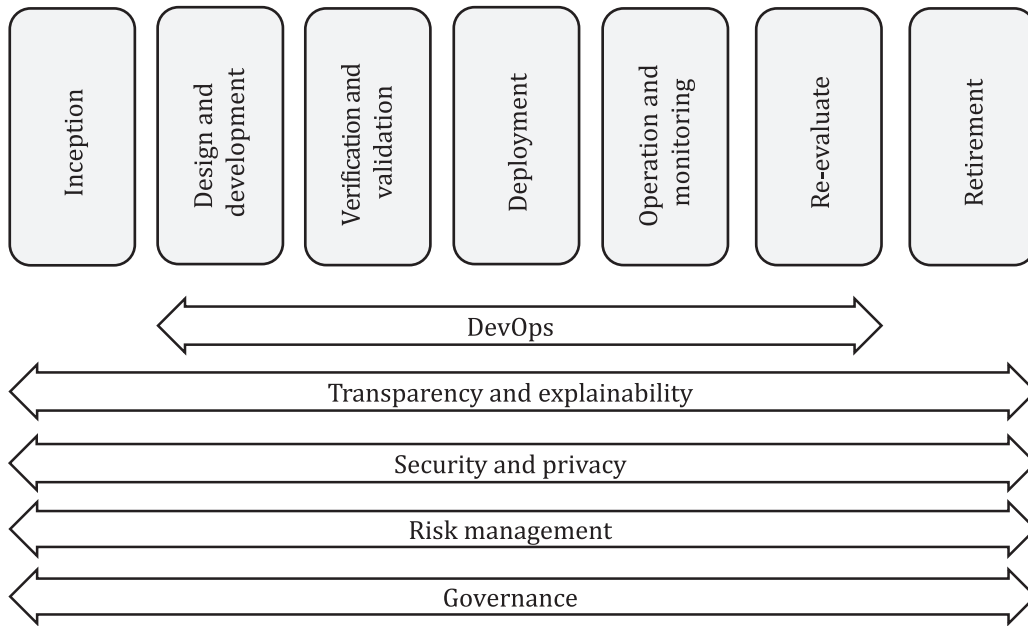 Inception
Design and
development
Verification and
validation
Deployment
Operation and
monitoring
Re-evaluate
Retirement
DevOps
Transparency and explainability
Security and privacy
Risk management
Governance